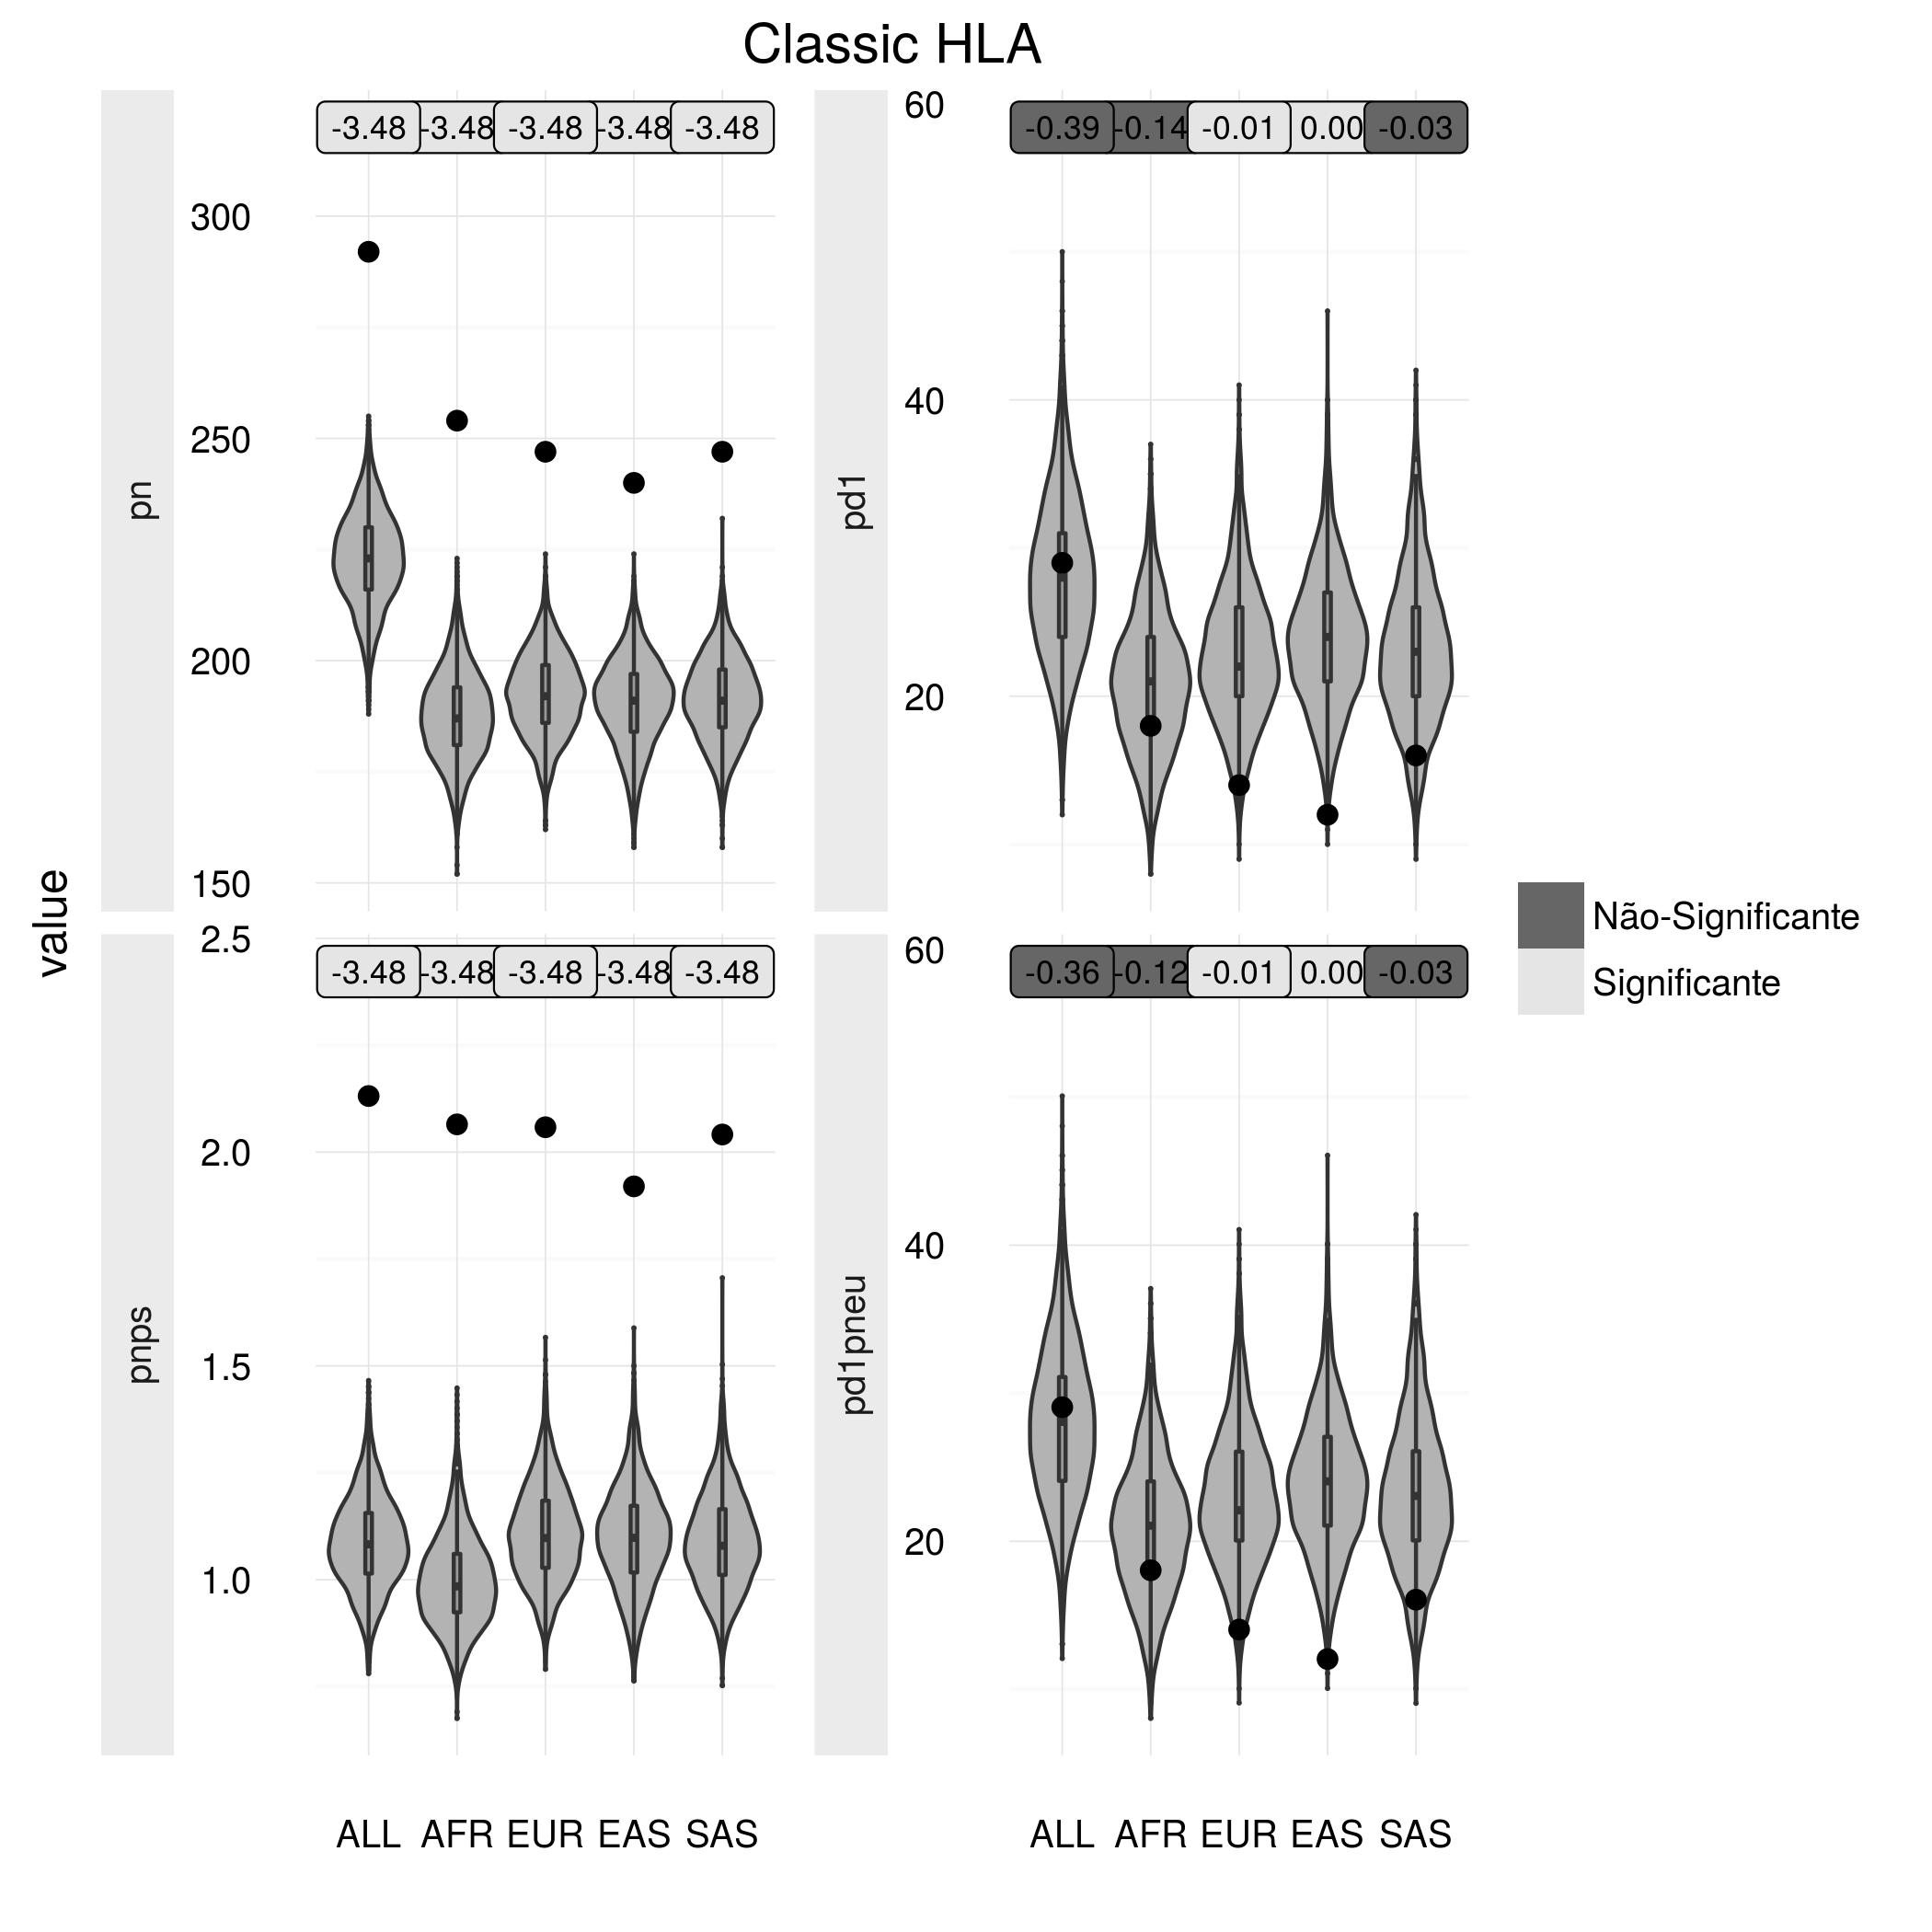 Classic HLA
value
pn
-3.48 -3.48 -3.48 -3.48 -3.48
300
250
200
150
pd1
-0.39 -0.14 -0.01 0.00 -0.03
60
40
20
pnps
-3.48 -3.48 -3.48 -3.48 -3.48
2.5
2.0
1.5
1.0
ALL AFR EUR EAS SAS
pd1pneu
-0.36 -0.12 -0.01 0.00 -0.03
60
40
20
ALL AFR EUR EAS SAS
Não-Significante
Significante